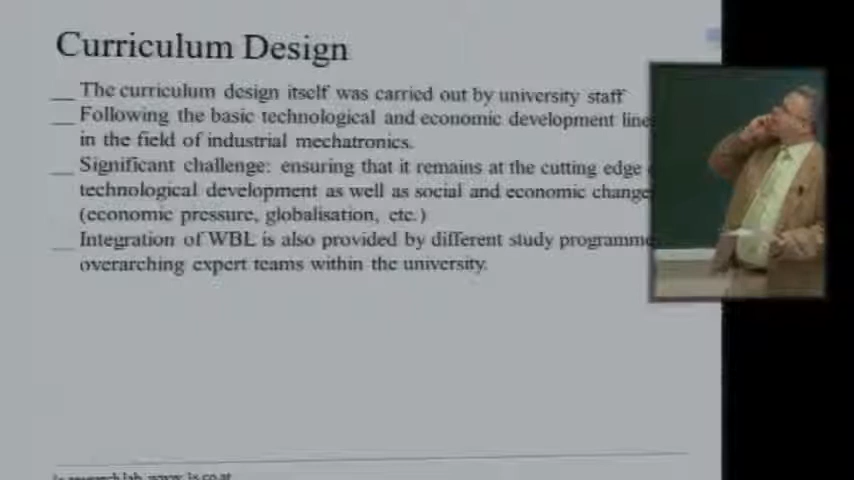 Curriculum Design
The curriculum design itself was carried out by university staff
Following the basic technological and economic development line
in the field of industrial mechatronics.
Significant challenge: ensuring that it remains at the cutting edge
technological development as well as social and economic change
(economic pressure, globalisation, etc.)
Integration of WBL is also provided by different study programme
overarching expert teams within the university.